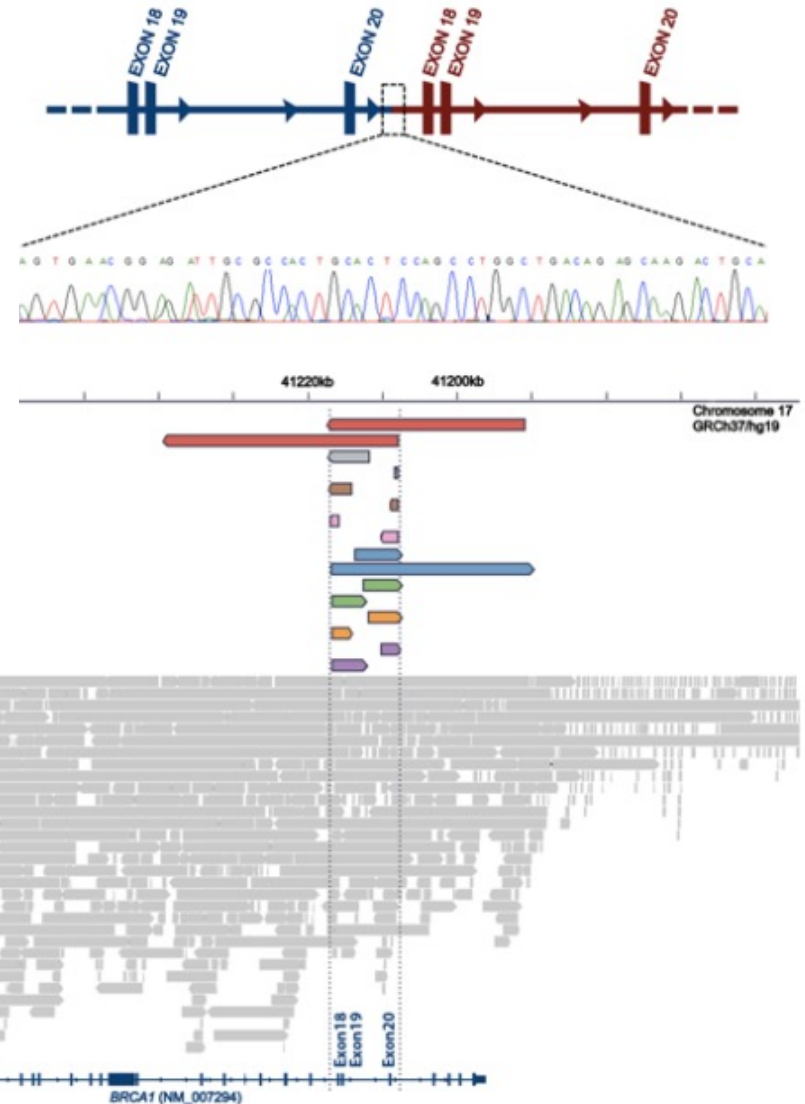 EXON 18 EXON 19 EXON 20 EXON 18 EXON 19 EXON 20
A G T G A A C G G A G A T T G C G C C A C T G C A C T C C A G C C T G G C T G A C A G A G C A A G A C T G C A
41220kb 41200kb
Chromosome 17
GRCh37/hg19
Exon18 Exon19 Exon20
BRCA1 (NM_007294)